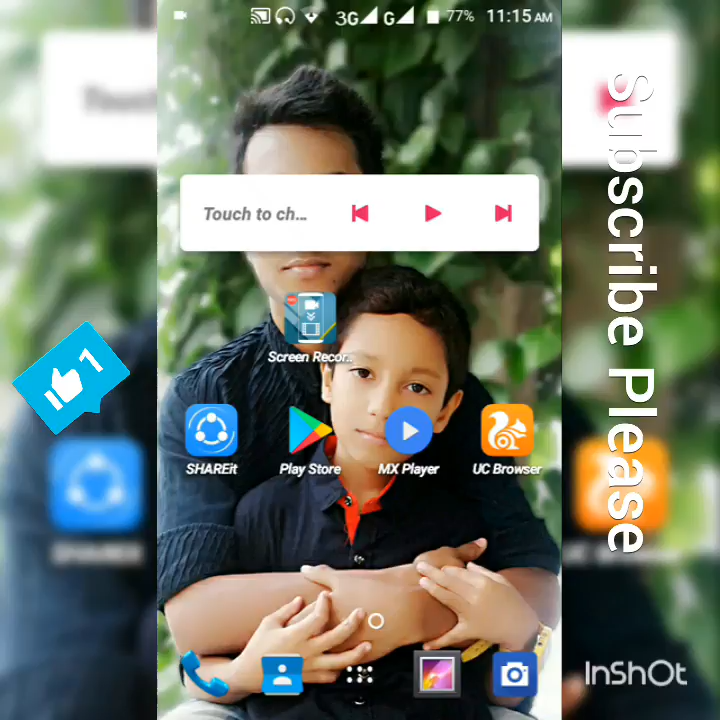 3G G 77% 11:15 AM
Touch to ch...
Screen Recor..
SHAREit Play Store MX Player UC Browser
1
Subscribe Please
InShOt